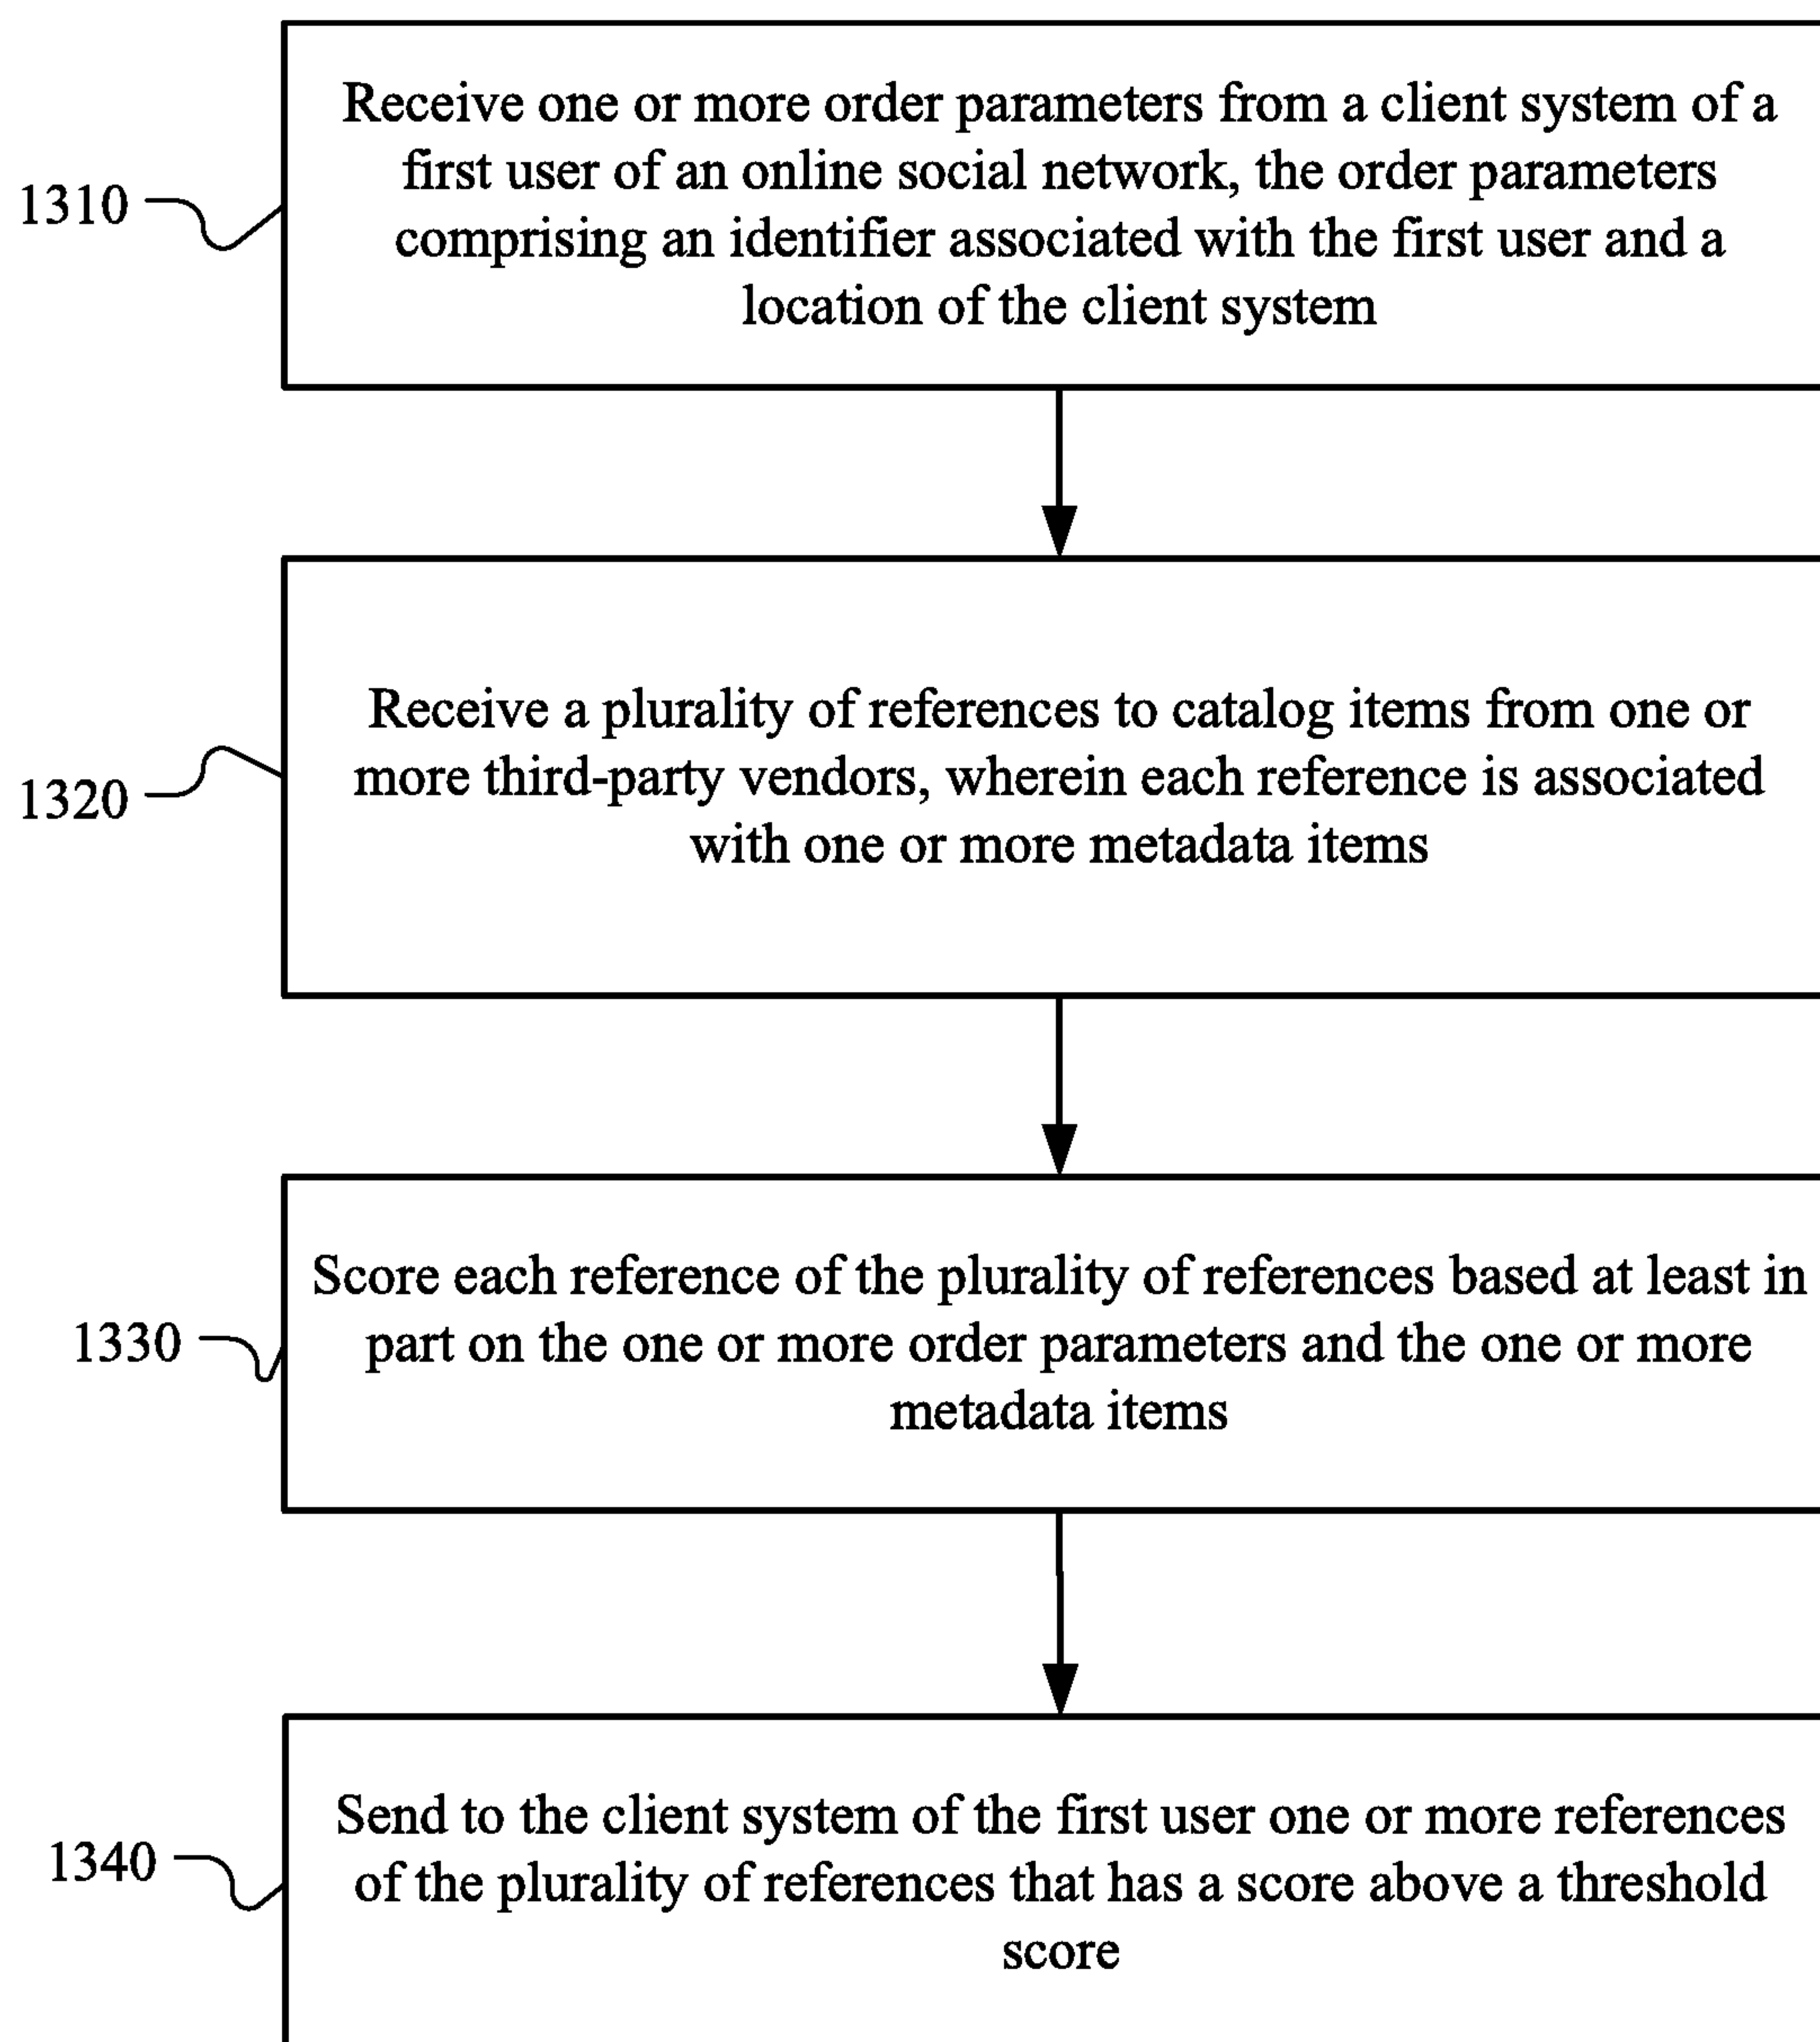 Receive one or more order parameters from a client system of a
first user of an online social network, the order parameters
comprising an identifier associated with the first user and a
location of the client system
1310
Receive a plurality of references to catalog items from one or
more third-party vendors, wherein each reference is associated
with one or more metadata items
1320
Score each reference of the plurality of references based at least in
part on the one or more order parameters and the one or more
metadata items
1330
Send to the client system of the first user one or more references
of the plurality of references that has a score above a threshold
score
1340